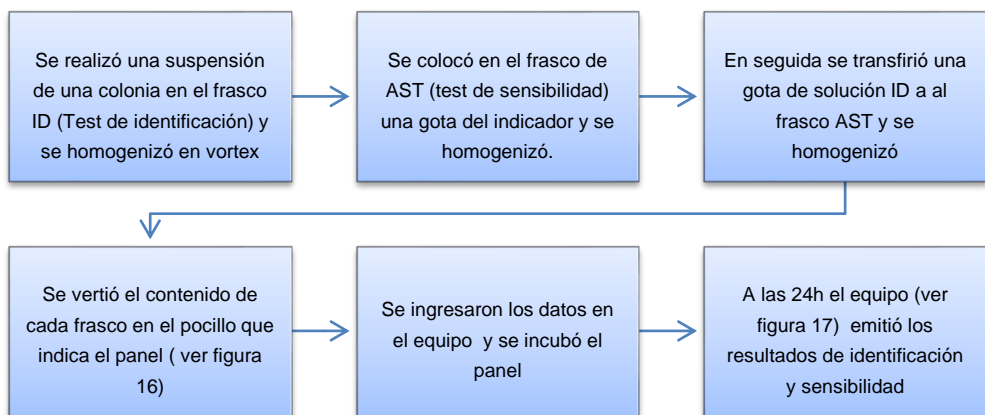 Se realizó una suspensión
de una colonia en el frasco
ID (Test de identificación) y
se homogenizó en vortex
Se colocó en el frasco de
AST (test de sensibilidad)
una gota del indicador y se
homogenizó.
En seguida se transfirió una
gota de solución ID a al
frasco AST y se
homogenizó
Se vertió el contenido de
cada frasco en el pocillo que
indica el panel ( ver figura
16)
Se ingresaron los datos en
el equipo y se incubó el
panel
A las 24h el equipo (ver
figura 17) emitió los
resultados de identificación
y sensibilidad